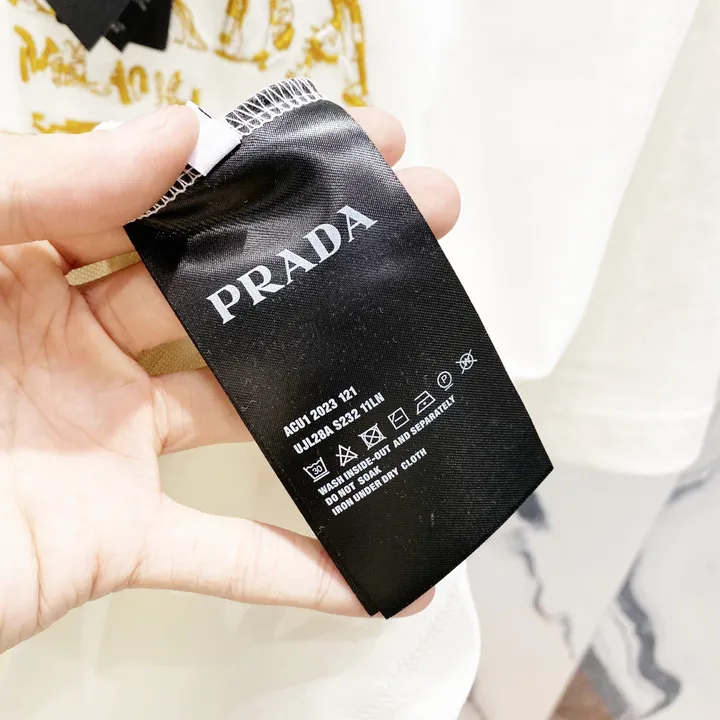 PRADA
ACU1 2023 121
UJL28A S232 11LN
30 P W
WASH INSIDE-OUT AND SEPARATELY
DO NOT SOAK
IRON UNDER DRY CLOTH